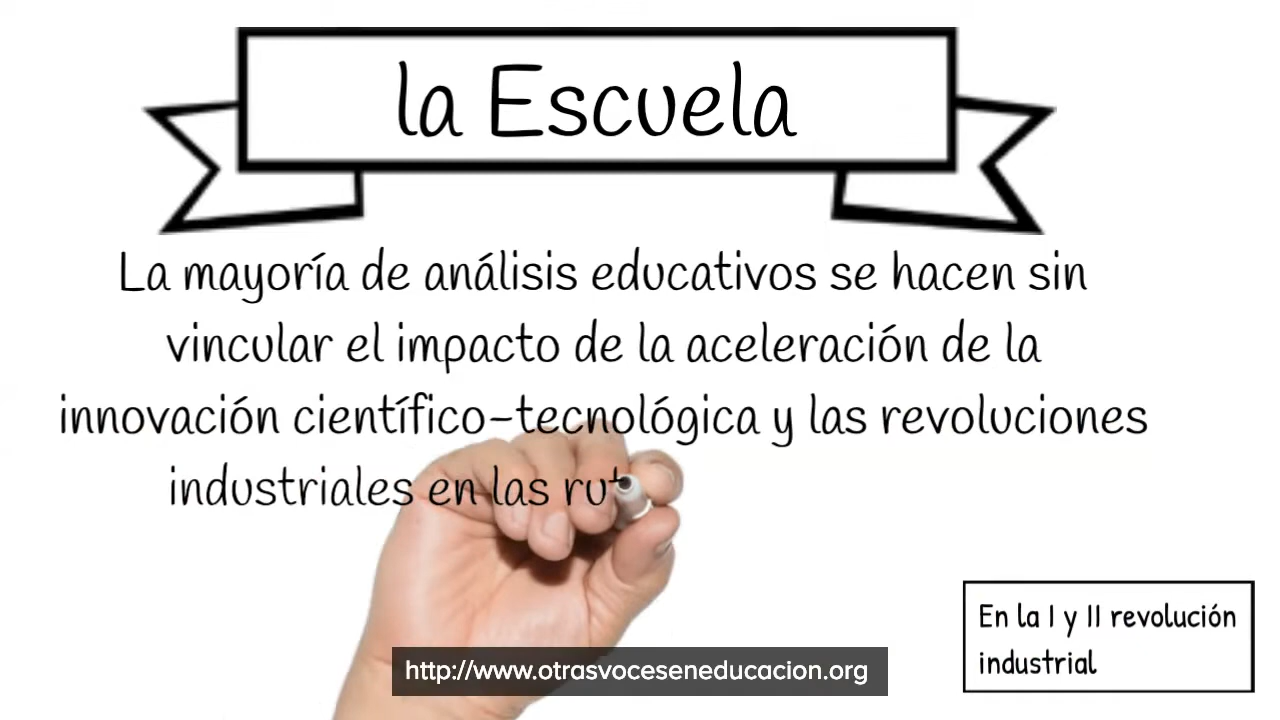 la Escuela
La mayoría de análisis educativos se hacen sin
vincular el impacto de la aceleración de la
innovación científico-tecnológica y las revoluciones
industriales en las
http://www.otrasvoceseneducacion.org
En la I y II revolución
industrial